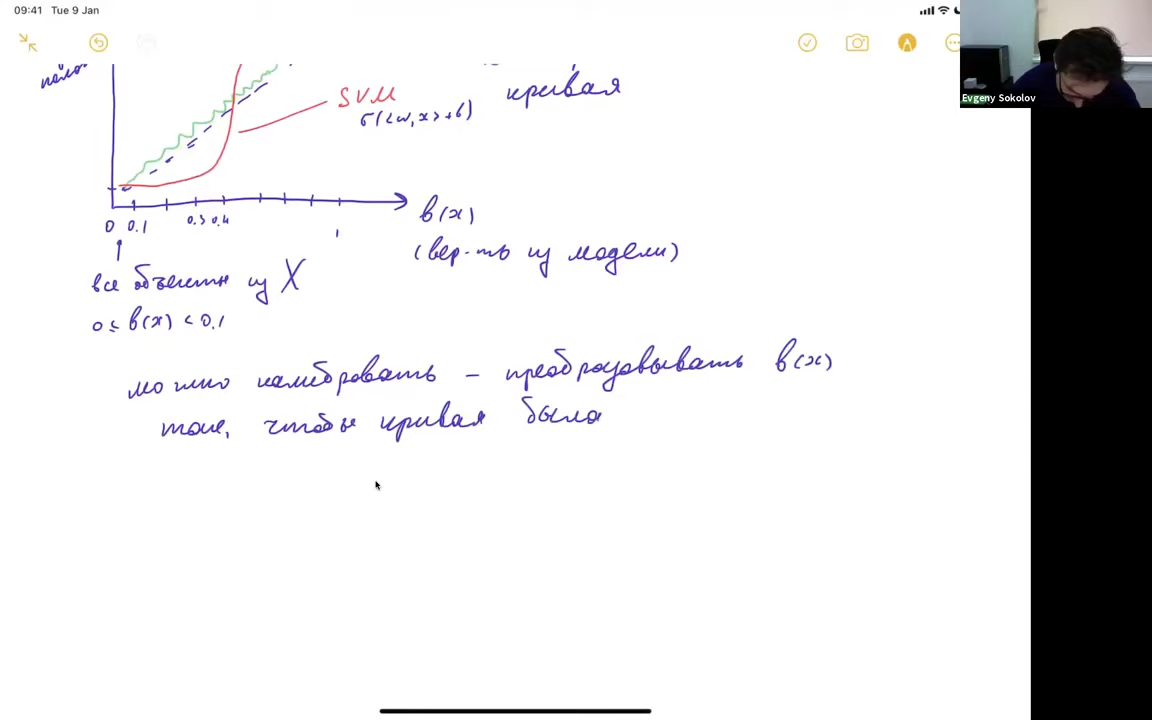 09:41 Tue 9 Jan
SVM
σ(<w,x>+b)
кривая
Evgeny Sokolov
0 0.1 0.3 0.4 1
b(x)
(вер-ть из модели)
все объекты из X
0 ≤ b(x) < 0.1
можно калибровать – преобразовывать b(x)
так, чтобы кривая была